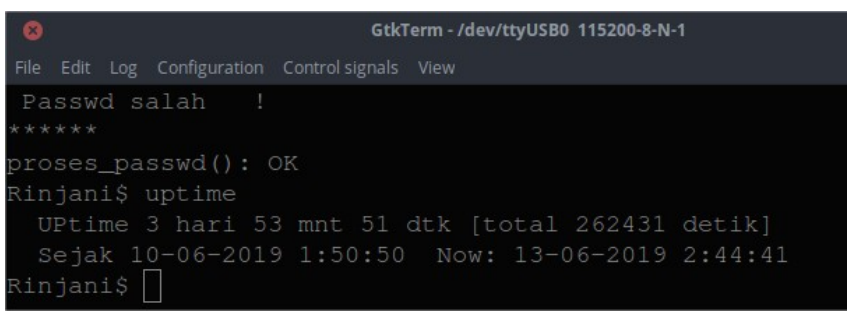 GtkTerm - /dev/ttyUSB0 115200-8-N-1
File Edit Log Configuration Control signals View
Passwd salah !
******
proses_passwd(): OK
Rinjani$ uptime
UPtime 3 hari 53 mnt 51 dtk [total 262431 detik]
Sejak 10-06-2019 1:50:50 Now: 13-06-2019 2:44:41
Rinjani$